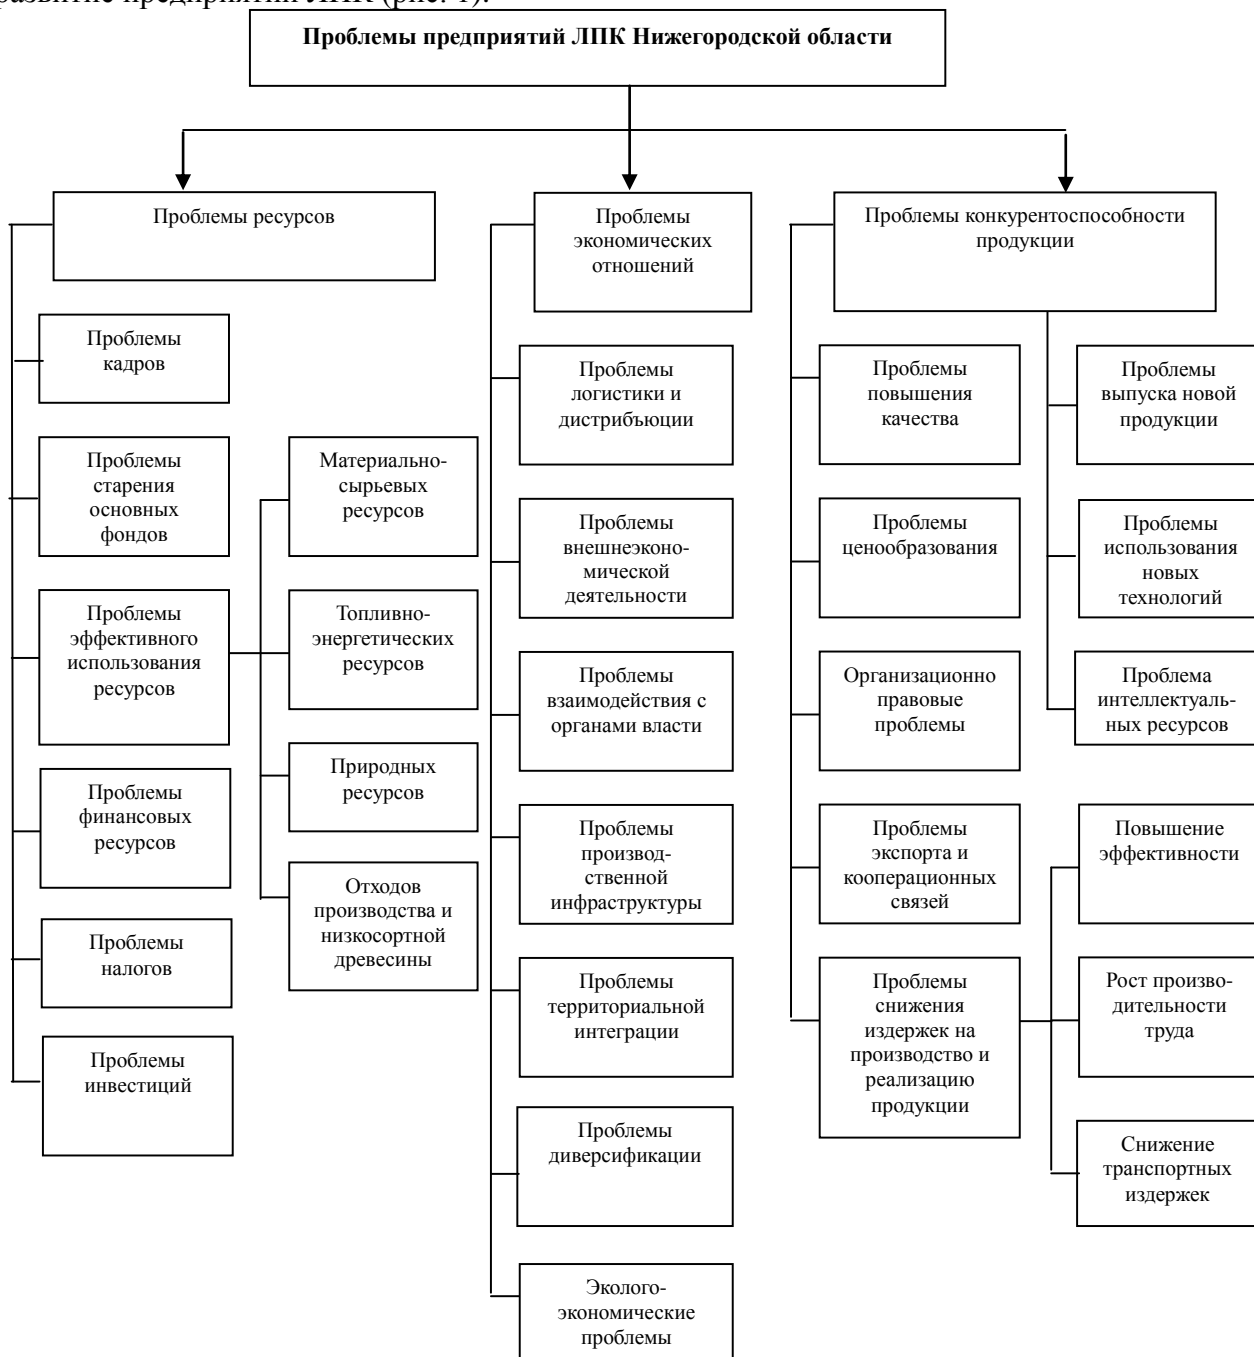 развитие предприятий ЛПК (рис. 1).
Проблемы предприятий ЛПК Нижегородской области
Проблемы ресурсов
Проблемы
кадров
Проблемы
старения
основных
фондов
Проблемы
эффективного
использования
ресурсов
Проблемы
финансовых
ресурсов
Проблемы
налогов
Проблемы
инвестиций
Материально-
сырьевых
ресурсов
Топливно-
энергетических
ресурсов
Природных
ресурсов
Отходов
производства и
низкосортной
древесины
Проблемы
экономических
отношений
Проблемы
логистики и
дистрибъюции
Проблемы
внешнеэконо-
мической
деятельности
Проблемы
взаимодействия с
органами власти
Проблемы
производ-
ственной
инфраструктуры
Проблемы
территориальной
интеграции
Проблемы
диверсификации
Эколого-
экономические
проблемы
Проблемы конкурентоспособности
продукции
Проблемы
повышения
качества
Проблемы
ценообразования
Организационно
правовые
проблемы
Проблемы
экспорта и
кооперационных
связей
Проблемы
снижения
издержек на
производство и
реализацию
продукции
Проблемы
выпуска новой
продукции
Проблемы
использования
новых
технологий
Проблема
интеллектуаль-
ных ресурсов
Повышение
эффективности
Рост произво-
дительности
труда
Снижение
транспортных
издержек